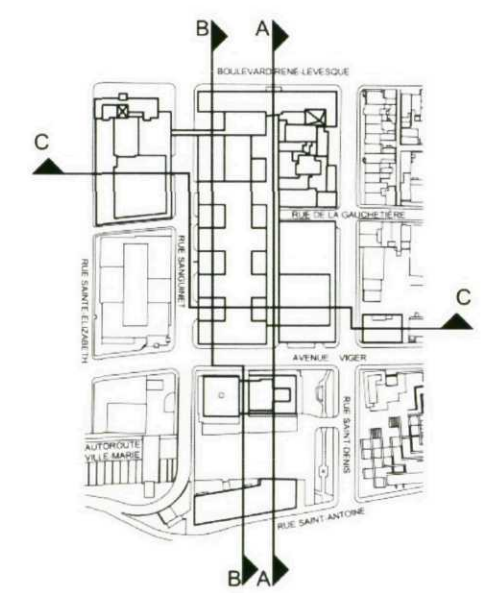 B
A
BOULEVARD RENE-LEVESQUE
C
RUE DE LA GAUCHETIÈRE
RUE SANGUINET
RUE SAINTE ELIZABETH
C
AVENUE VIGER
RUE SAINT DENIS
AUTOROUTE
VILLE-MARIE
RUE SAINT-ANTOINE
B
A